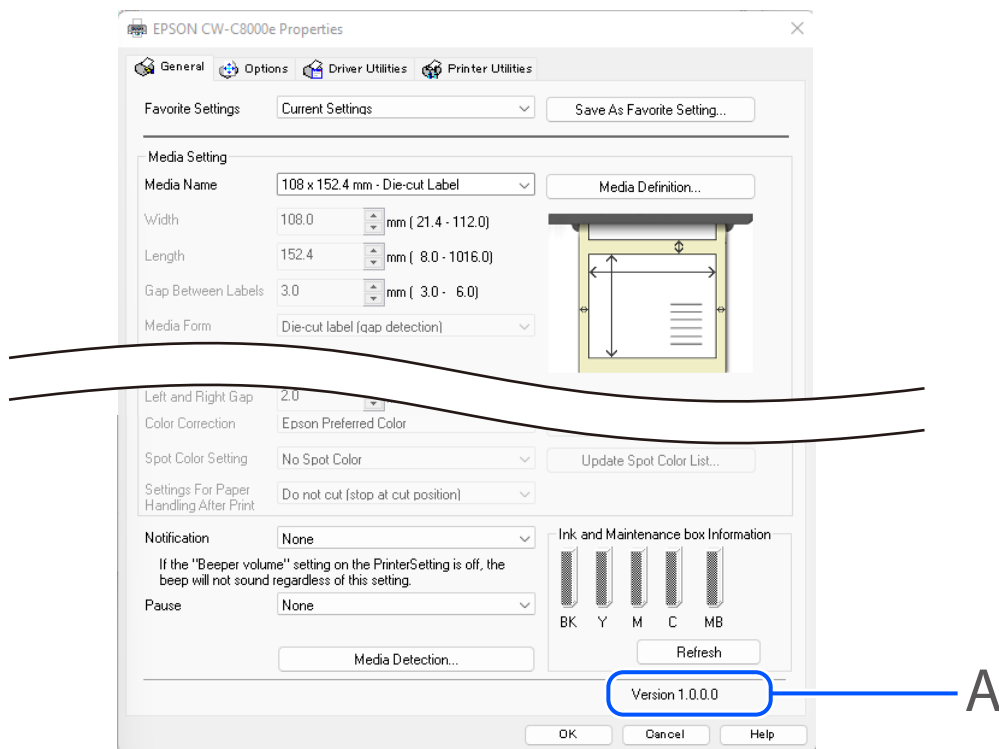 EPSON CW-C8000e Properties
General Options Driver Utilities Printer Utilities
Favorite Settings Current Settings Save As Favorite Setting...
Media Setting
Media Name 108 x 152.4 mm - Die-cut Label Media Definition...
Width 108.0 mm ( 21.4 - 112.0)
Length 152.4 mm ( 8.0 - 1016.0)
Gap Between Labels 3.0 mm ( 3.0 - 6.0)
Media Form Die-cut label (gap detection)
Left and Right Gap 2.0
Color Correction Epson Preferred Color
Spot Color Setting No Spot Color Update Spot Color List...
Settings For Paper
Handling After Print Do not cut (stop at cut position)
Notification None
If the "Beeper volume" setting on the PrinterSetting is off, the
beep will not sound regardless of this setting.
Pause None
Media Detection...
Ink and Maintenance box Information
BK Y M C MB
Refresh
Version 1.0.0.0
A
OK Cancel Help